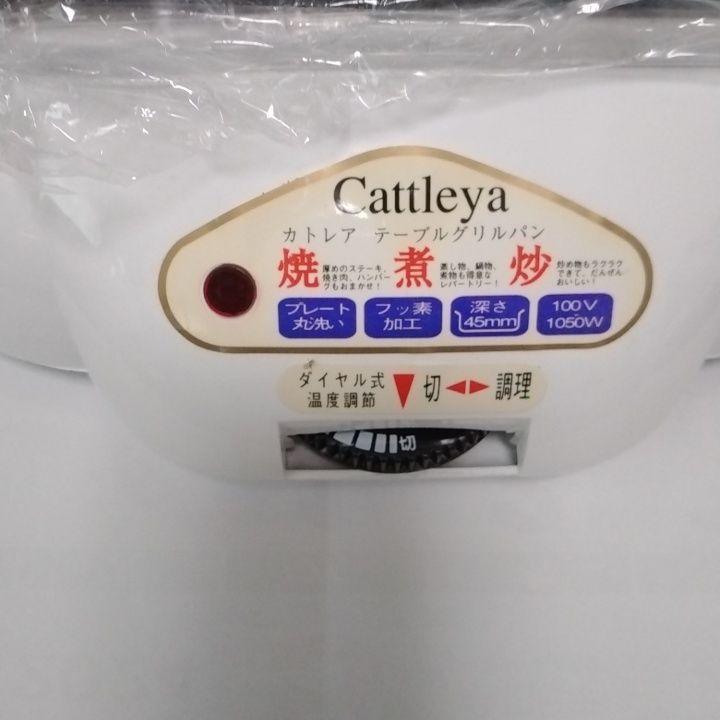 Cattleya
カトレア テーブルグリルパン
焼
厚めのステーキ、
焼き肉、ハンバー
グもおまかせ!
煮
蒸し物、鍋物、
煮物も得意な
レパートリー!
炒
炒め物もラクラク
できて、だんぜん
おいしい!
プレート
丸洗い
フッ素
加工
深さ
45mm
100V
1050W
ダイヤル式
温度調節
切
調理
切